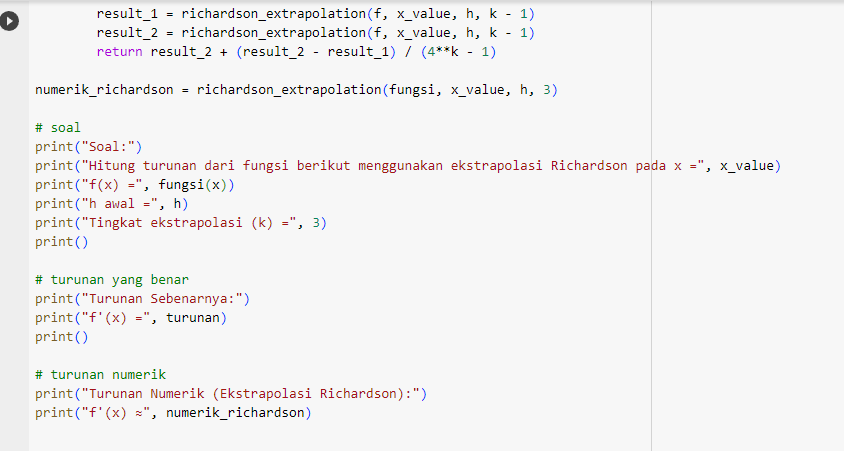 result_1 = richardson_extrapolation(f, x_value, h, k - 1)
result_2 = richardson_extrapolation(f, x_value, h, k - 1)
return result_2 + (result_2 - result_1) / (4**k - 1)
numerik_richardson = richardson_extrapolation(fungsi, x_value, h, 3)
# soal
print("Soal:")
print("Hitung turunan dari fungsi berikut menggunakan ekstrapolasi Richardson pada x =", x_value)
print("f(x) =", fungsi(x))
print("h awal =", h)
print("Tingkat ekstrapolasi (k) =", 3)
print()
# turunan yang benar
print("Turunan Sebenarnya:")
print("f'(x) =", turunan)
print()
# turunan numerik
print("Turunan Numerik (Ekstrapolasi Richardson):")
print("f'(x) ≈", numerik_richardson)